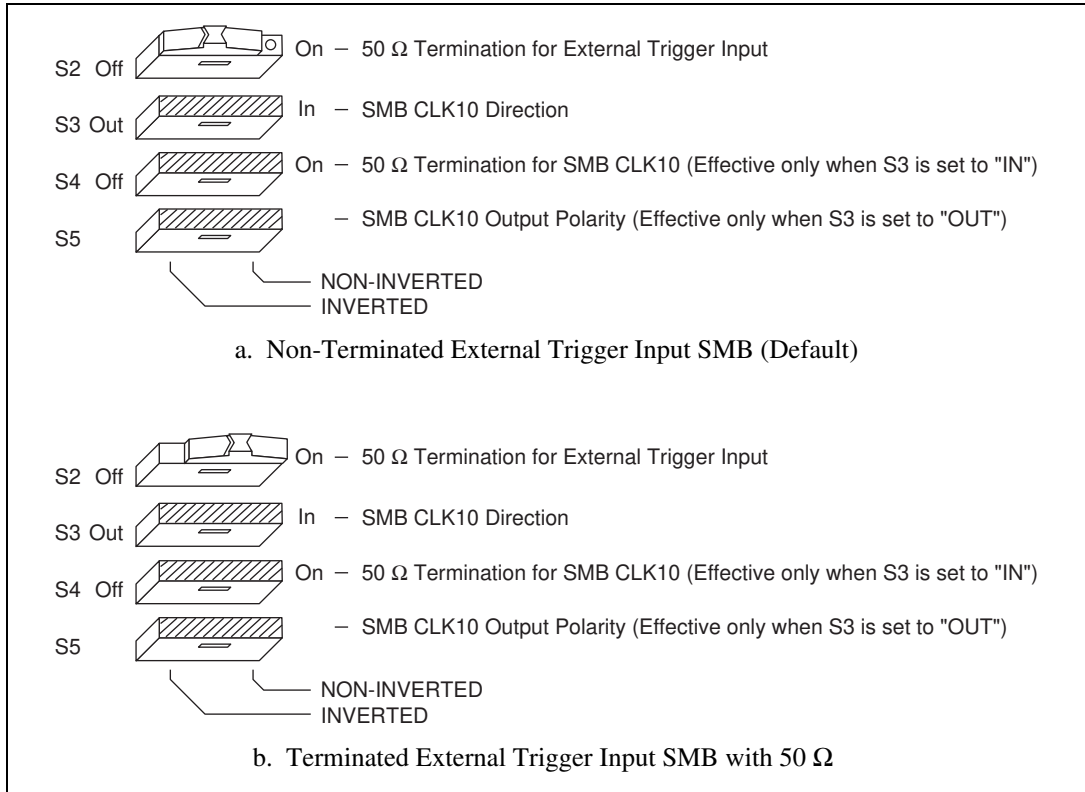 S2 Off On – 50 Ω Termination for External Trigger Input
S3 Out In – SMB CLK10 Direction
S4 Off On – 50 Ω Termination for SMB CLK10 (Effective only when S3 is set to "IN")
S5 – SMB CLK10 Output Polarity (Effective only when S3 is set to "OUT")
NON-INVERTED
INVERTED
a. Non-Terminated External Trigger Input SMB (Default)
S2 Off On – 50 Ω Termination for External Trigger Input
S3 Out In – SMB CLK10 Direction
S4 Off On – 50 Ω Termination for SMB CLK10 (Effective only when S3 is set to "IN")
S5 – SMB CLK10 Output Polarity (Effective only when S3 is set to "OUT")
NON-INVERTED
INVERTED
b. Terminated External Trigger Input SMB with 50 Ω